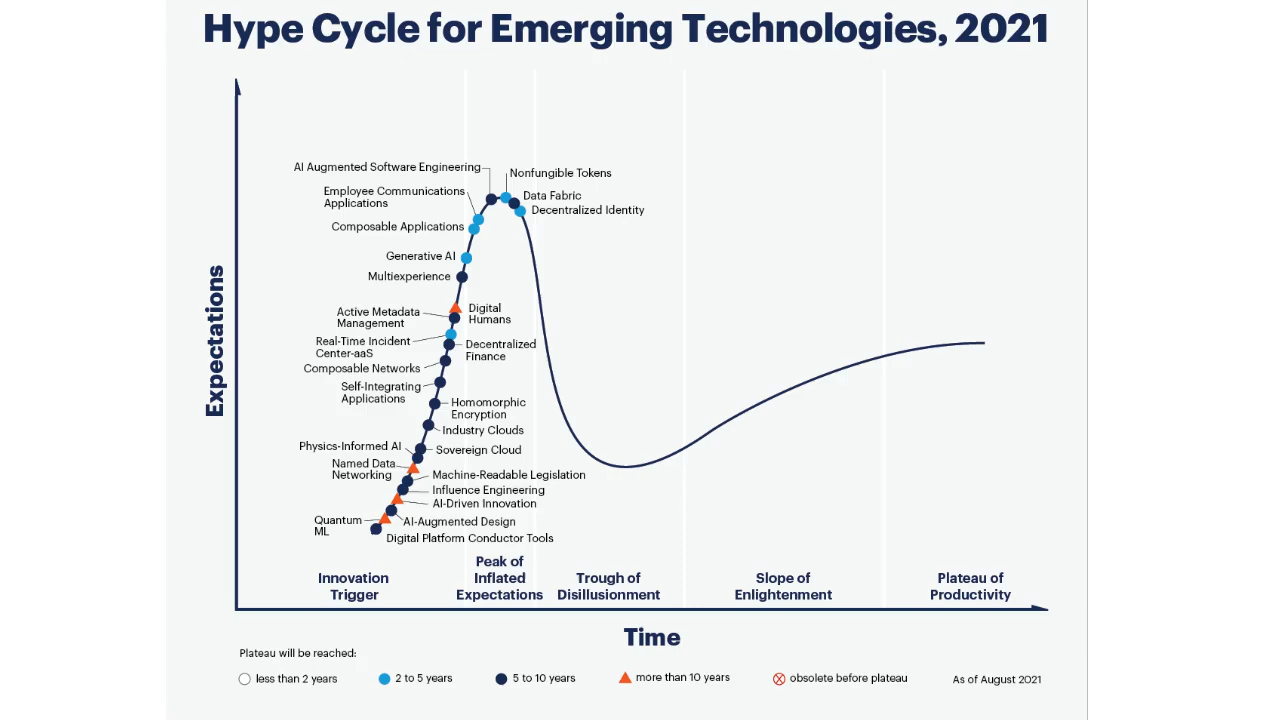 Hype Cycle for Emerging Technologies, 2021
Expectations
AI Augmented Software Engineering
Nonfungible Tokens
Employee Communications
Applications
Data Fabric
Decentralized Identity
Composable Applications
Generative AI
Multiexperience
Active Metadata
Management
Digital
Humans
Real-Time Incident
Center-aaS
Decentralized
Finance
Composable Networks
Self-Integrating
Applications
Homomorphic
Encryption
Industry Clouds
Physics-Informed AI
Sovereign Cloud
Named Data
Networking
Machine-Readable Legislation
Influence Engineering
AI-Driven Innovation
Quantum
ML
AI-Augmented Design
Digital Platform Conductor Tools
Innovation
Trigger
Peak of
Inflated
Expectations
Trough of
Disillusionment
Slope of
Enlightenment
Plateau of
Productivity
Time
Plateau will be reached:
less than 2 years
2 to 5 years
5 to 10 years
more than 10 years
obsolete before plateau
As of August 2021